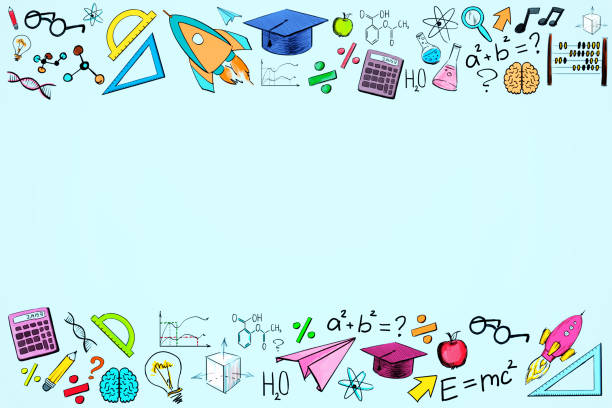 %
a²+b²=?
H₂O
?
a²+b²=?
%
?
%
?
H₂O
E=mc²